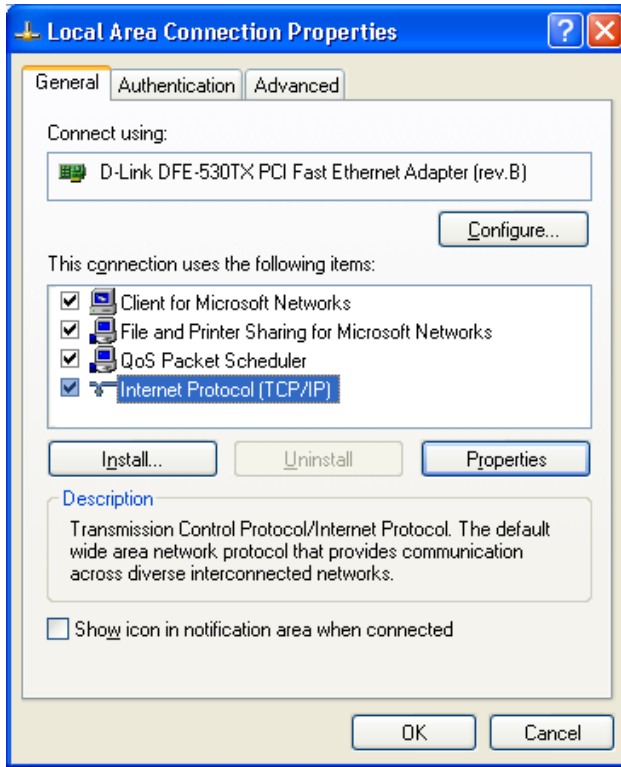 Local Area Connection Properties
General Authentication Advanced
Connect using:
D-Link DFE-530TX PCI Fast Ethernet Adapter (rev.B)
Configure...
This connection uses the following items:
Client for Microsoft Networks
File and Printer Sharing for Microsoft Networks
QoS Packet Scheduler
Internet Protocol (TCP/IP)
Install... Uninstall Properties
Description
Transmission Control Protocol/Internet Protocol. The default
wide area network protocol that provides communication
across diverse interconnected networks.
Show icon in notification area when connected
OK Cancel